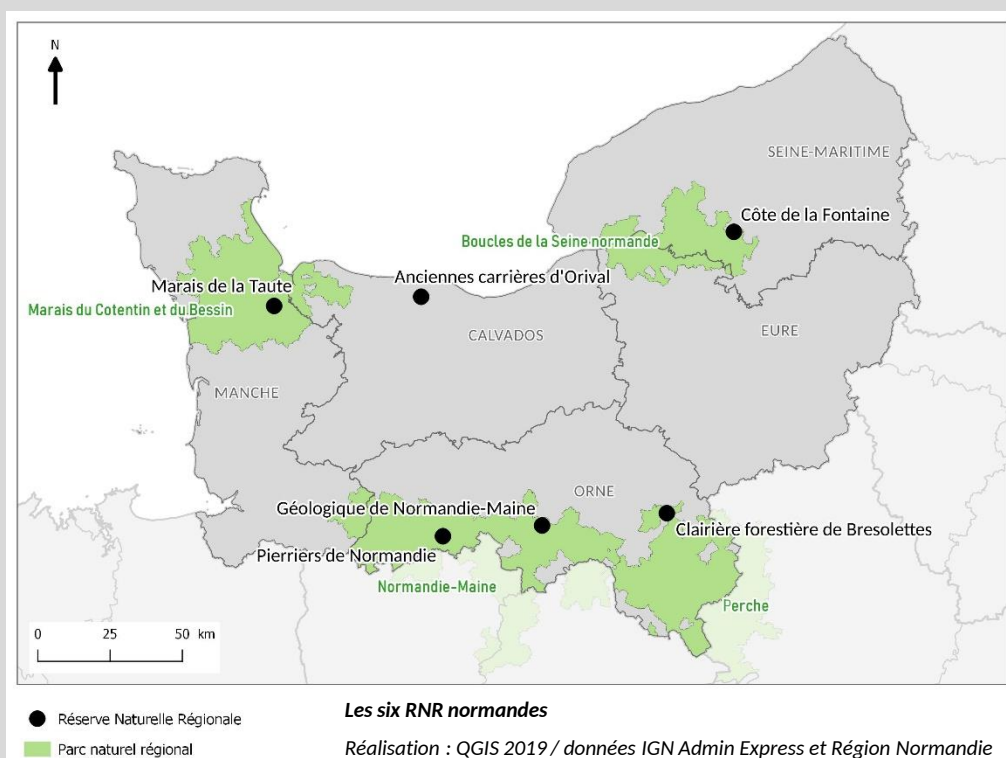 N
SEINE-MARITIME
Côte de la Fontaine
Boucles de la Seine normande
Anciennes carrières d'Orival
Marais de la Taute
Marais du Cotentin et du Bessin
CALVADOS
EURE
MANCHE
ORNE
Géologique de Normandie-Maine
Clairière forestière de Bresolettes
Pierriers de Normandie
Normandie-Maine
Perche
0 25 50 km
Réserve Naturelle Régionale
Parc naturel régional
Les six RNR normandes
Réalisation : QGIS 2019 / données IGN Admin Express et Région Normandie